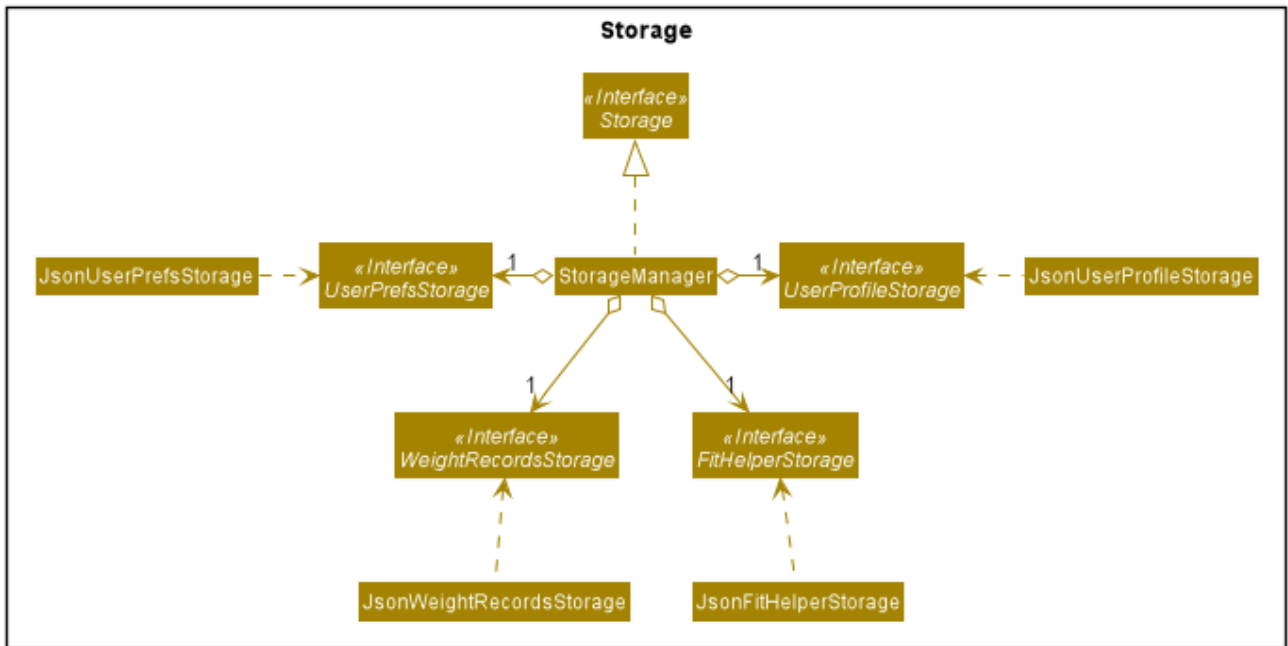 Storage
«Interface»
Storage
JsonUserPrefsStorage
«Interface»
UserPrefsStorage
1
StorageManager
1
«Interface»
UserProfileStorage
JsonUserProfileStorage
1
1
«Interface»
WeightRecordsStorage
«Interface»
FitHelperStorage
JsonWeightRecordsStorage
JsonFitHelperStorage